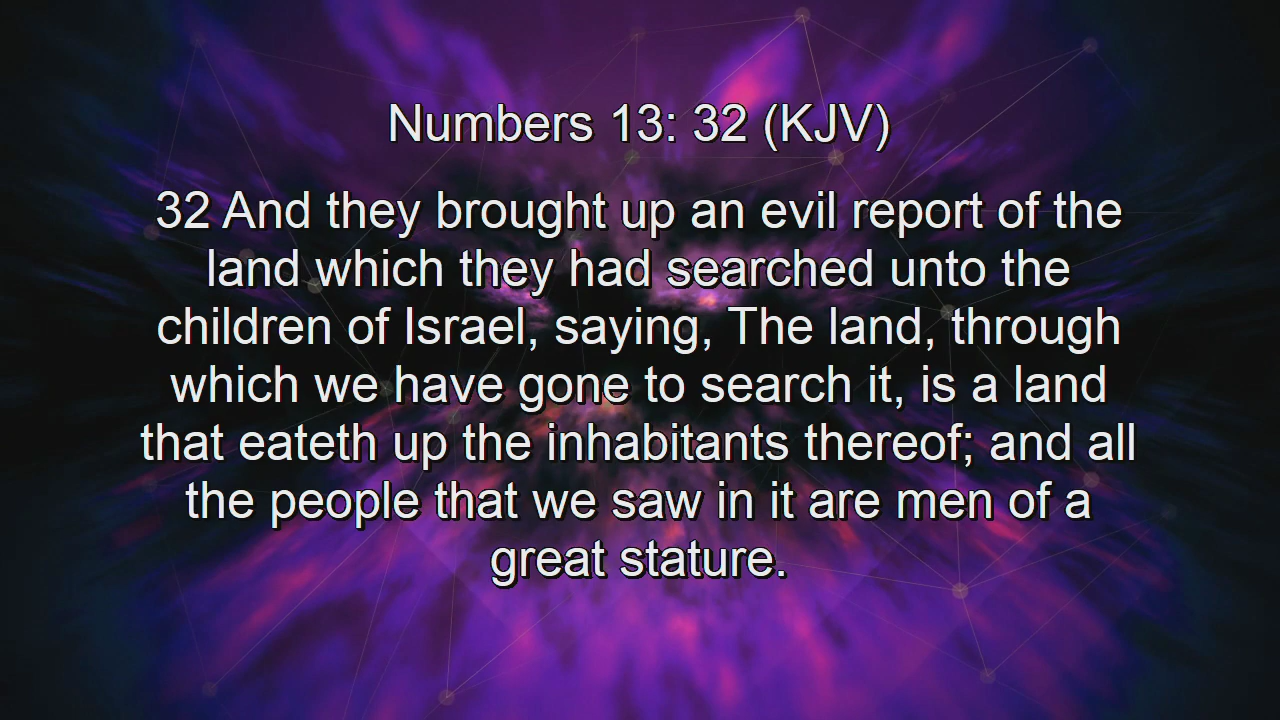 Numbers 13: 32 (KJV)
32 And they brought up an evil report of the
land which they had searched unto the
children of Israel, saying, The land, through
which we have gone to search it, is a land
that eateth up the inhabitants thereof; and all
the people that we saw in it are men of a
great stature.